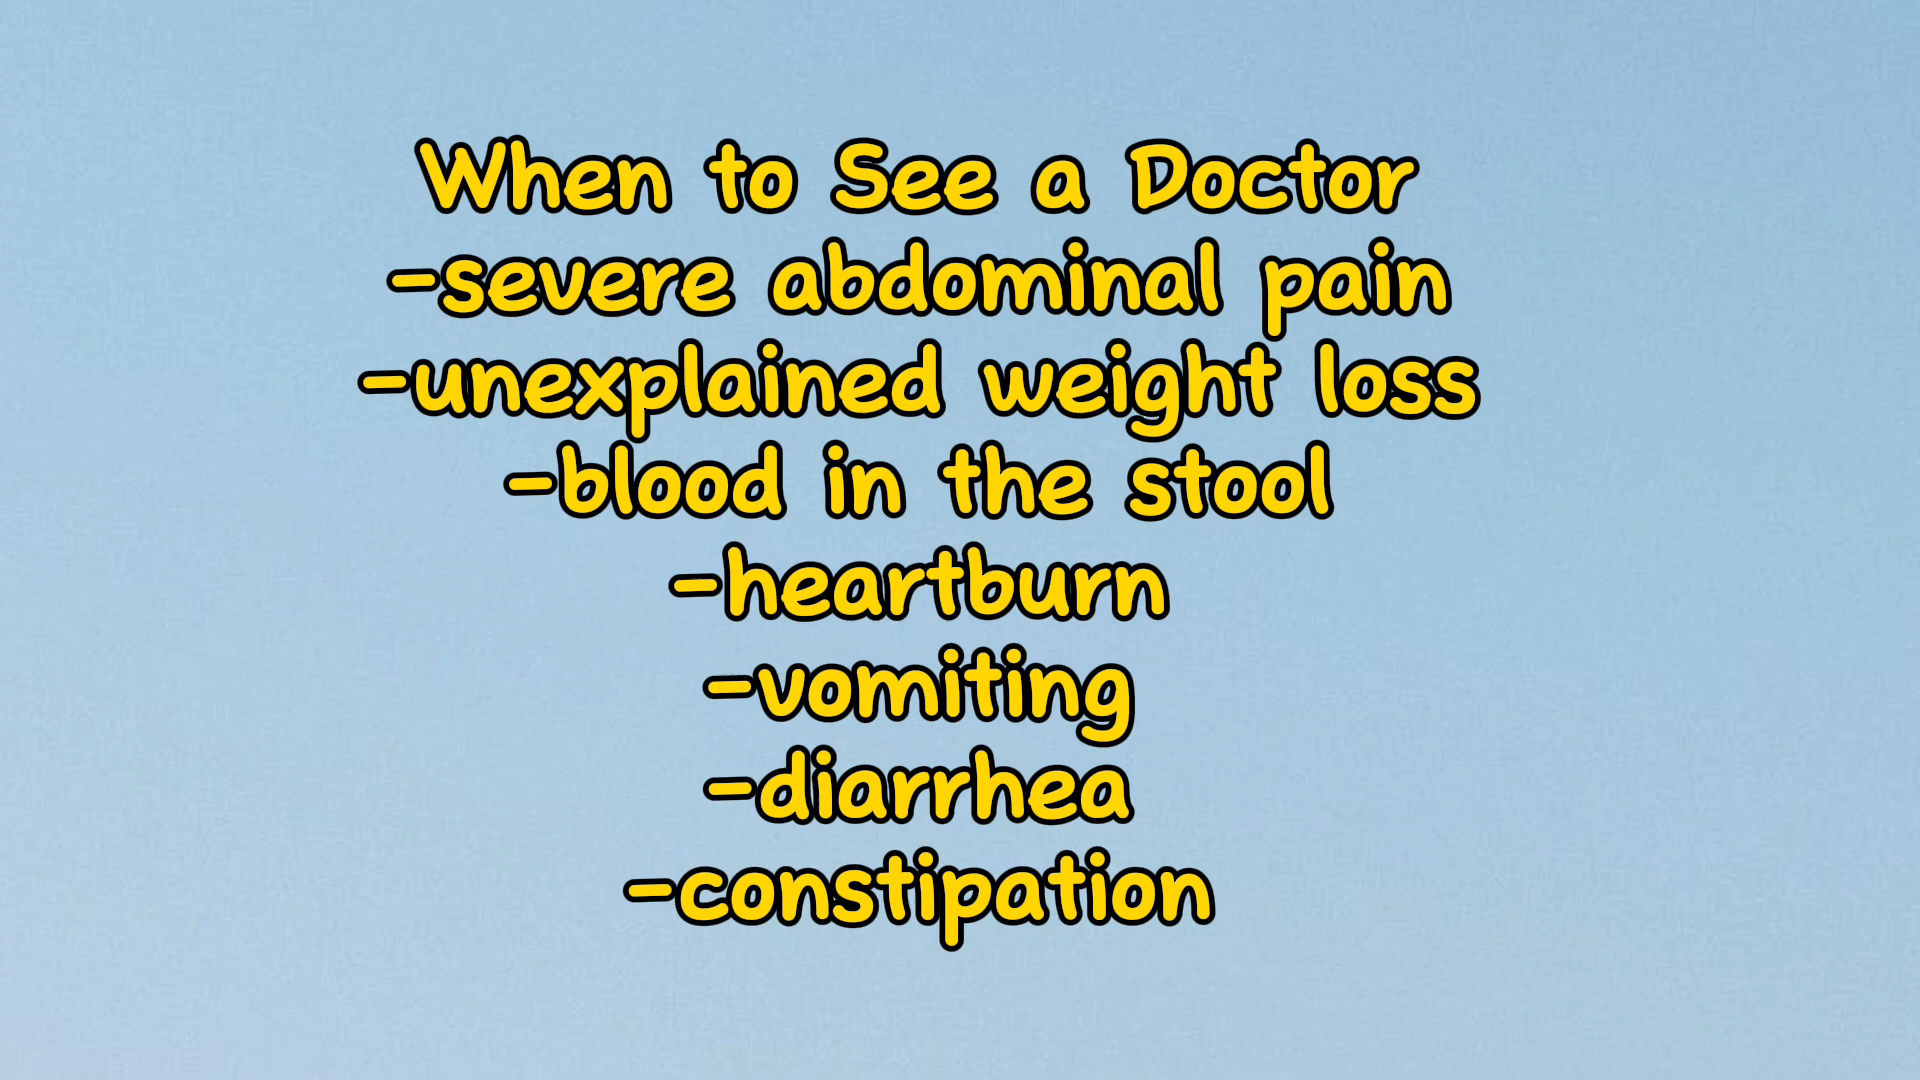 When to See a Doctor
-severe abdominal pain
-unexplained weight loss
-blood in the stool
-heartburn
-vomiting
-diarrhea
-constipation